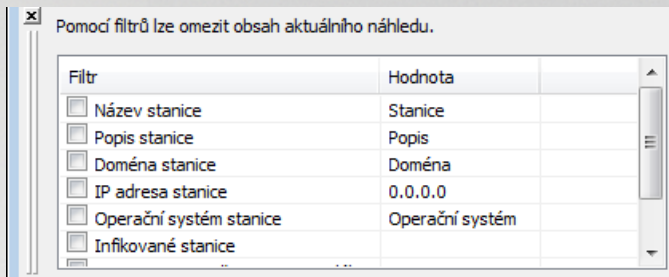 Pomocí filtrů lze omezit obsah aktuálního náhledu.
Filtr Hodnota
Název stanice Stanice
Popis stanice Popis
Doména stanice Doména
IP adresa stanice 0.0.0.0
Operační systém stanice Operační systém
Infikované stanice